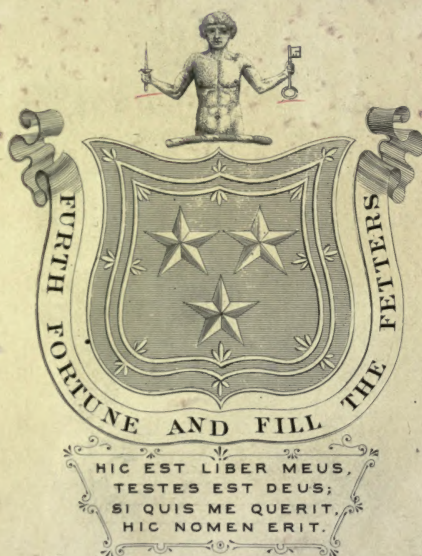 FURTH FORTUNE AND FILL THE FETTERS
HIC EST LIBER MEUS,
TESTES EST DEUS;
SI QUIS ME QUERIT,
HIC NOMEN ERIT.